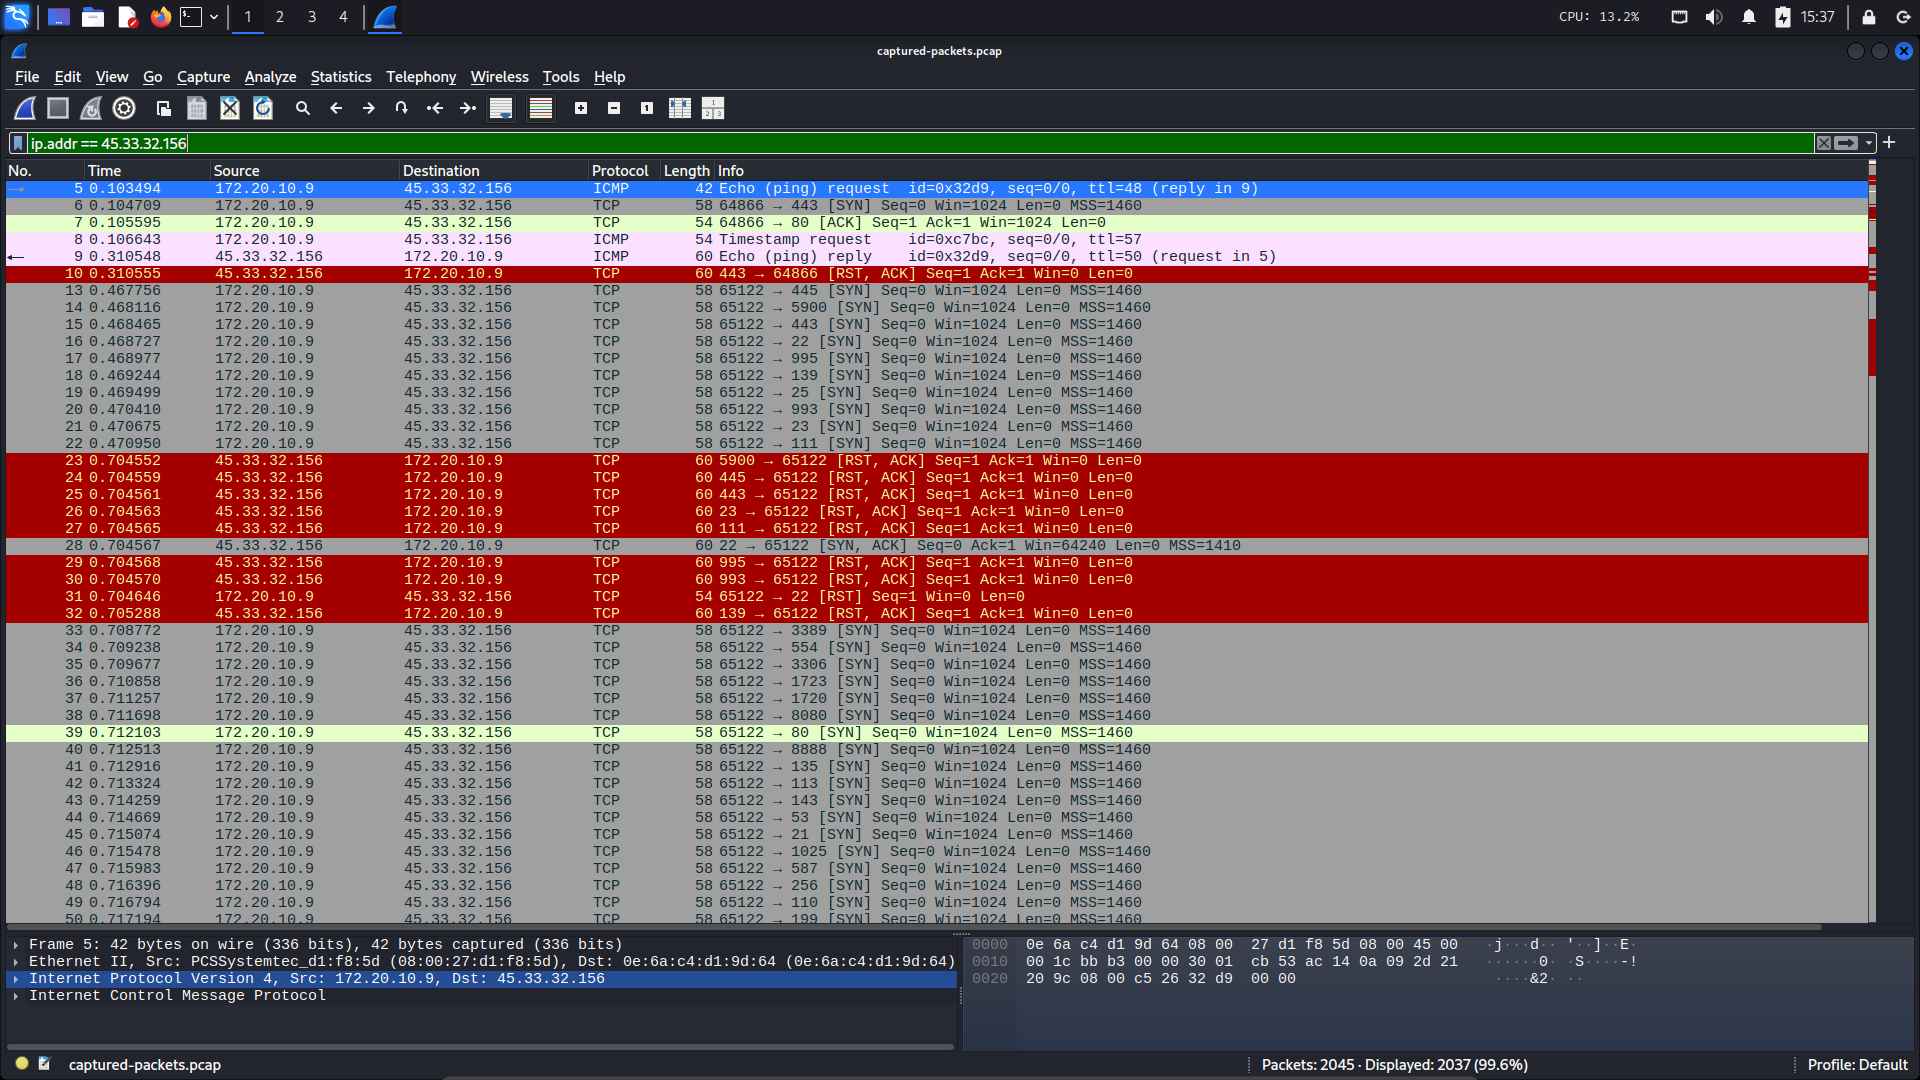 1 2 3 4 CPU: 13.2% 15:37
captured-packets.pcap
File Edit View Go Capture Analyze Statistics Telephony Wireless Tools Help
ip.addr == 45.33.32.156
No. Time Source Destination Protocol Length Info
5 0.103494 172.20.10.9 45.33.32.156 ICMP 42 Echo (ping) request id=0x32d9, seq=0/0, ttl=48 (reply in 9)
6 0.104709 172.20.10.9 45.33.32.156 TCP 58 64866 → 443 [SYN] Seq=0 Win=1024 Len=0 MSS=1460
7 0.105595 172.20.10.9 45.33.32.156 TCP 54 64866 → 80 [ACK] Seq=1 Ack=1 Win=1024 Len=0
8 0.106643 172.20.10.9 45.33.32.156 ICMP 54 Timestamp request id=0xc7bc, seq=0/0, ttl=57
9 0.310548 45.33.32.156 172.20.10.9 ICMP 60 Echo (ping) reply id=0x32d9, seq=0/0, ttl=50 (request in 5)
10 0.310555 45.33.32.156 172.20.10.9 TCP 60 443 → 64866 [RST, ACK] Seq=1 Ack=1 Win=0 Len=0
13 0.467756 172.20.10.9 45.33.32.156 TCP 58 65122 → 445 [SYN] Seq=0 Win=1024 Len=0 MSS=1460
14 0.468116 172.20.10.9 45.33.32.156 TCP 58 65122 → 5900 [SYN] Seq=0 Win=1024 Len=0 MSS=1460
15 0.468465 172.20.10.9 45.33.32.156 TCP 58 65122 → 443 [SYN] Seq=0 Win=1024 Len=0 MSS=1460
16 0.468727 172.20.10.9 45.33.32.156 TCP 58 65122 → 22 [SYN] Seq=0 Win=1024 Len=0 MSS=1460
17 0.468977 172.20.10.9 45.33.32.156 TCP 58 65122 → 995 [SYN] Seq=0 Win=1024 Len=0 MSS=1460
18 0.469244 172.20.10.9 45.33.32.156 TCP 58 65122 → 139 [SYN] Seq=0 Win=1024 Len=0 MSS=1460
19 0.469499 172.20.10.9 45.33.32.156 TCP 58 65122 → 25 [SYN] Seq=0 Win=1024 Len=0 MSS=1460
20 0.470410 172.20.10.9 45.33.32.156 TCP 58 65122 → 993 [SYN] Seq=0 Win=1024 Len=0 MSS=1460
21 0.470675 172.20.10.9 45.33.32.156 TCP 58 65122 → 23 [SYN] Seq=0 Win=1024 Len=0 MSS=1460
22 0.470950 172.20.10.9 45.33.32.156 TCP 58 65122 → 111 [SYN] Seq=0 Win=1024 Len=0 MSS=1460
23 0.704552 45.33.32.156 172.20.10.9 TCP 60 5900 → 65122 [RST, ACK] Seq=1 Ack=1 Win=0 Len=0
24 0.704559 45.33.32.156 172.20.10.9 TCP 60 445 → 65122 [RST, ACK] Seq=1 Ack=1 Win=0 Len=0
25 0.704561 45.33.32.156 172.20.10.9 TCP 60 443 → 65122 [RST, ACK] Seq=1 Ack=1 Win=0 Len=0
26 0.704563 45.33.32.156 172.20.10.9 TCP 60 23 → 65122 [RST, ACK] Seq=1 Ack=1 Win=0 Len=0
27 0.704565 45.33.32.156 172.20.10.9 TCP 60 111 → 65122 [RST, ACK] Seq=1 Ack=1 Win=0 Len=0
28 0.704567 45.33.32.156 172.20.10.9 TCP 60 22 → 65122 [SYN, ACK] Seq=0 Ack=1 Win=64240 Len=0 MSS=1410
29 0.704568 45.33.32.156 172.20.10.9 TCP 60 995 → 65122 [RST, ACK] Seq=1 Ack=1 Win=0 Len=0
30 0.704570 45.33.32.156 172.20.10.9 TCP 60 993 → 65122 [RST, ACK] Seq=1 Ack=1 Win=0 Len=0
31 0.704646 172.20.10.9 45.33.32.156 TCP 54 65122 → 22 [RST] Seq=1 Win=0 Len=0
32 0.705288 45.33.32.156 172.20.10.9 TCP 60 139 → 65122 [RST, ACK] Seq=1 Ack=1 Win=0 Len=0
33 0.708772 172.20.10.9 45.33.32.156 TCP 58 65122 → 3389 [SYN] Seq=0 Win=1024 Len=0 MSS=1460
34 0.709238 172.20.10.9 45.33.32.156 TCP 58 65122 → 554 [SYN] Seq=0 Win=1024 Len=0 MSS=1460
35 0.709677 172.20.10.9 45.33.32.156 TCP 58 65122 → 3306 [SYN] Seq=0 Win=1024 Len=0 MSS=1460
36 0.710858 172.20.10.9 45.33.32.156 TCP 58 65122 → 1723 [SYN] Seq=0 Win=1024 Len=0 MSS=1460
37 0.711257 172.20.10.9 45.33.32.156 TCP 58 65122 → 1720 [SYN] Seq=0 Win=1024 Len=0 MSS=1460
38 0.711698 172.20.10.9 45.33.32.156 TCP 58 65122 → 8080 [SYN] Seq=0 Win=1024 Len=0 MSS=1460
39 0.712103 172.20.10.9 45.33.32.156 TCP 58 65122 → 80 [SYN] Seq=0 Win=1024 Len=0 MSS=1460
40 0.712513 172.20.10.9 45.33.32.156 TCP 58 65122 → 8888 [SYN] Seq=0 Win=1024 Len=0 MSS=1460
41 0.712916 172.20.10.9 45.33.32.156 TCP 58 65122 → 135 [SYN] Seq=0 Win=1024 Len=0 MSS=1460
42 0.713324 172.20.10.9 45.33.32.156 TCP 58 65122 → 113 [SYN] Seq=0 Win=1024 Len=0 MSS=1460
43 0.714259 172.20.10.9 45.33.32.156 TCP 58 65122 → 143 [SYN] Seq=0 Win=1024 Len=0 MSS=1460
44 0.714669 172.20.10.9 45.33.32.156 TCP 58 65122 → 53 [SYN] Seq=0 Win=1024 Len=0 MSS=1460
45 0.715074 172.20.10.9 45.33.32.156 TCP 58 65122 → 21 [SYN] Seq=0 Win=1024 Len=0 MSS=1460
46 0.715478 172.20.10.9 45.33.32.156 TCP 58 65122 → 1025 [SYN] Seq=0 Win=1024 Len=0 MSS=1460
47 0.715983 172.20.10.9 45.33.32.156 TCP 58 65122 → 587 [SYN] Seq=0 Win=1024 Len=0 MSS=1460
48 0.716396 172.20.10.9 45.33.32.156 TCP 58 65122 → 256 [SYN] Seq=0 Win=1024 Len=0 MSS=1460
49 0.716794 172.20.10.9 45.33.32.156 TCP 58 65122 → 110 [SYN] Seq=0 Win=1024 Len=0 MSS=1460
50 0.717194 172.20.10.9 45.33.32.156 TCP 58 65122 → 199 [SYN] Seq=0 Win=1024 Len=0 MSS=1460
Frame 5: 42 bytes on wire (336 bits), 42 bytes captured (336 bits)
Ethernet II, Src: PCSSystemtec_d1:f8:5d (08:00:27:d1:f8:5d), Dst: 0e:6a:c4:d1:9d:64 (0e:6a:c4:d1:9d:64)
Internet Protocol Version 4, Src: 172.20.10.9, Dst: 45.33.32.156
Internet Control Message Protocol
0000 0e 6a c4 d1 9d 64 08 00 27 d1 f8 5d 08 00 45 00 ·j···d·· '··]··E·
0010 00 1c bb b3 00 00 30 01 cb 53 ac 14 0a 09 2d 21 ······0· ·S····-!
0020 20 9c 08 00 c5 26 32 d9 00 00 ····&2· ··
captured-packets.pcap Packets: 2045 · Displayed: 2037 (99.6%) Profile: Default